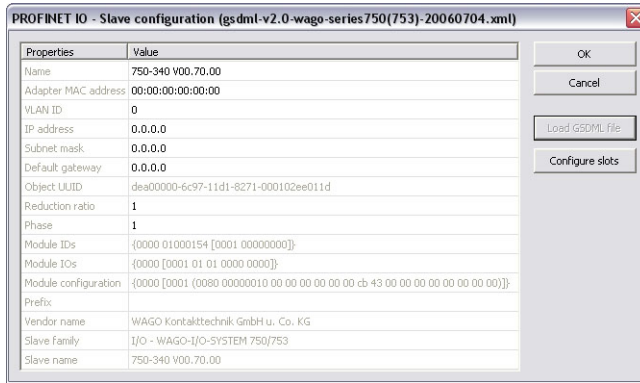 PROFINET IO - Slave configuration (gsdml-v2.0-wago-series750(753)-20060704.xml)
Properties Value
Name 750-340 V00.70.00
Adapter MAC address 00:00:00:00:00:00
VLAN ID 0
IP address 0.0.0.0
Subnet mask 0.0.0.0
Default gateway 0.0.0.0
Object UUID dea00000-6c97-11d1-8271-000102ee011d
Reduction ratio 1
Phase 1
Module IDs {0000 01000154 [0001 00000000]}
Module IOs {0000 [0001 01 01 0000 0000]}
Module configuration {0000 [0001 (0080 00000010 00 00 00 00 00 00 cb 43 00 00 00 00 00 00 00 00)]}
Prefix
Vendor name WAGO Kontakttechnik GmbH u. Co. KG
Slave family I/O - WAGO-I/O-SYSTEM 750/753
Slave name 750-340 V00.70.00
OK
Cancel
Load GSDML file
Configure slots